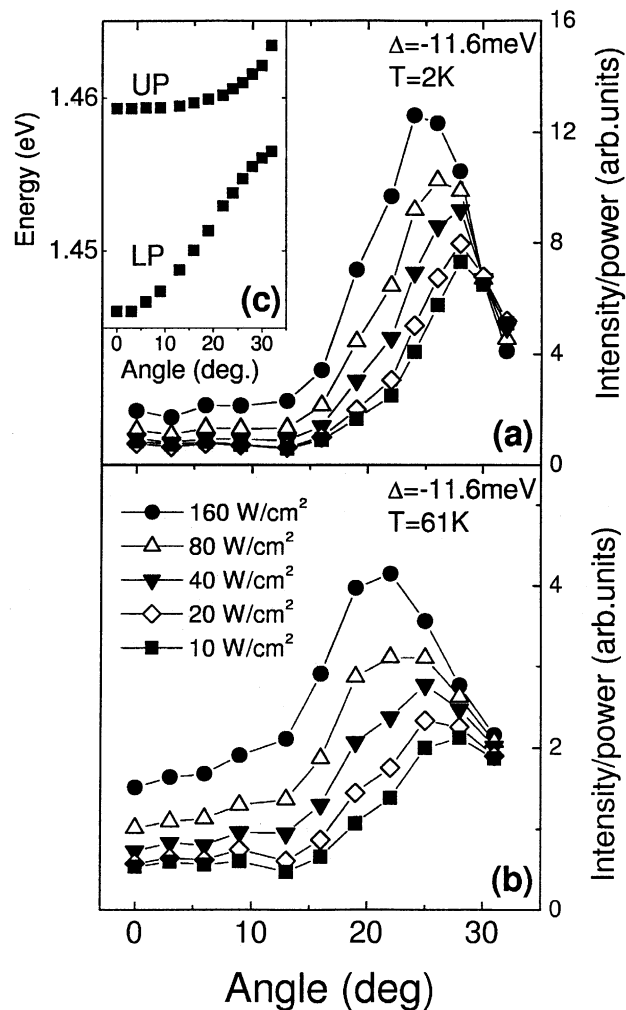 Δ=-11.6meV
T=2K
16
12
8
4
0
Intensity/power (arb.units)
(a)
UP
LP
1.46
1.45
Energy (eV)
(c)
0 10 20 30
Angle (deg.)
Δ=-11.6meV
T=61K
160 W/cm²
80 W/cm²
40 W/cm²
20 W/cm²
10 W/cm²
4
2
0
Intensity/power (arb.units)
(b)
0 10 20 30
Angle (deg)